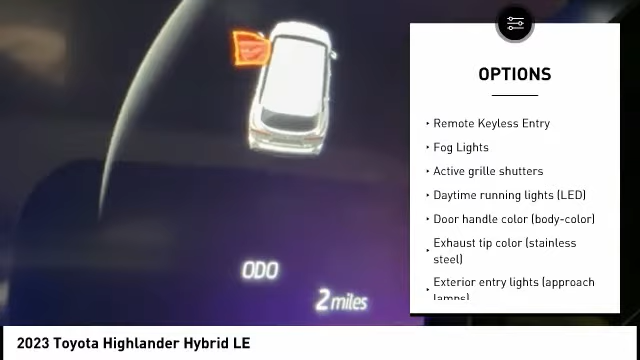 ODO
2 miles
OPTIONS
Remote Keyless Entry
Fog Lights
Active grille shutters
Daytime running lights (LED)
Door handle color (body-color)
Exhaust tip color (stainless
steel)
Exterior entry lights (approach
lamps)
2023 Toyota Highlander Hybrid LE